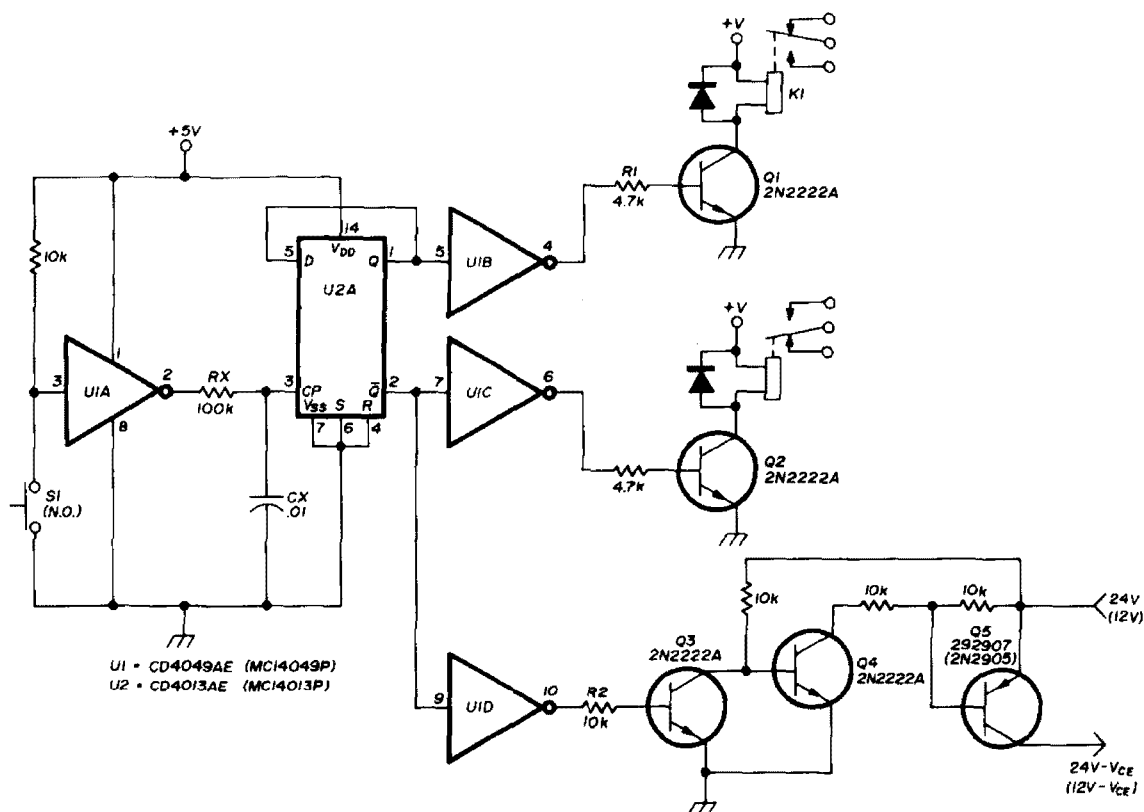 +V
K1
+5V
R1
4.7k
Q1
2N2222A
10k
14
VDD
5 D
Q 1
U2A
5 U1B 4
+V
3 U1A 2
1
8
RX
100k
3 CP
Q̅ 2
VSS S R
7 6 4
7 U1C 6
S1
(N.O.)
CX
.01
4.7k
Q2
2N2222A
U1 = CD4049AE (MC14049P)
U2 = CD4013AE (MC14013P)
9 U1D 10
R2
10k
Q3
2N2222A
10k
Q4
2N2222A
10k
10k
Q5
292907
(2N2905)
24V
(12V)
24V-VCE
(12V-VCE)